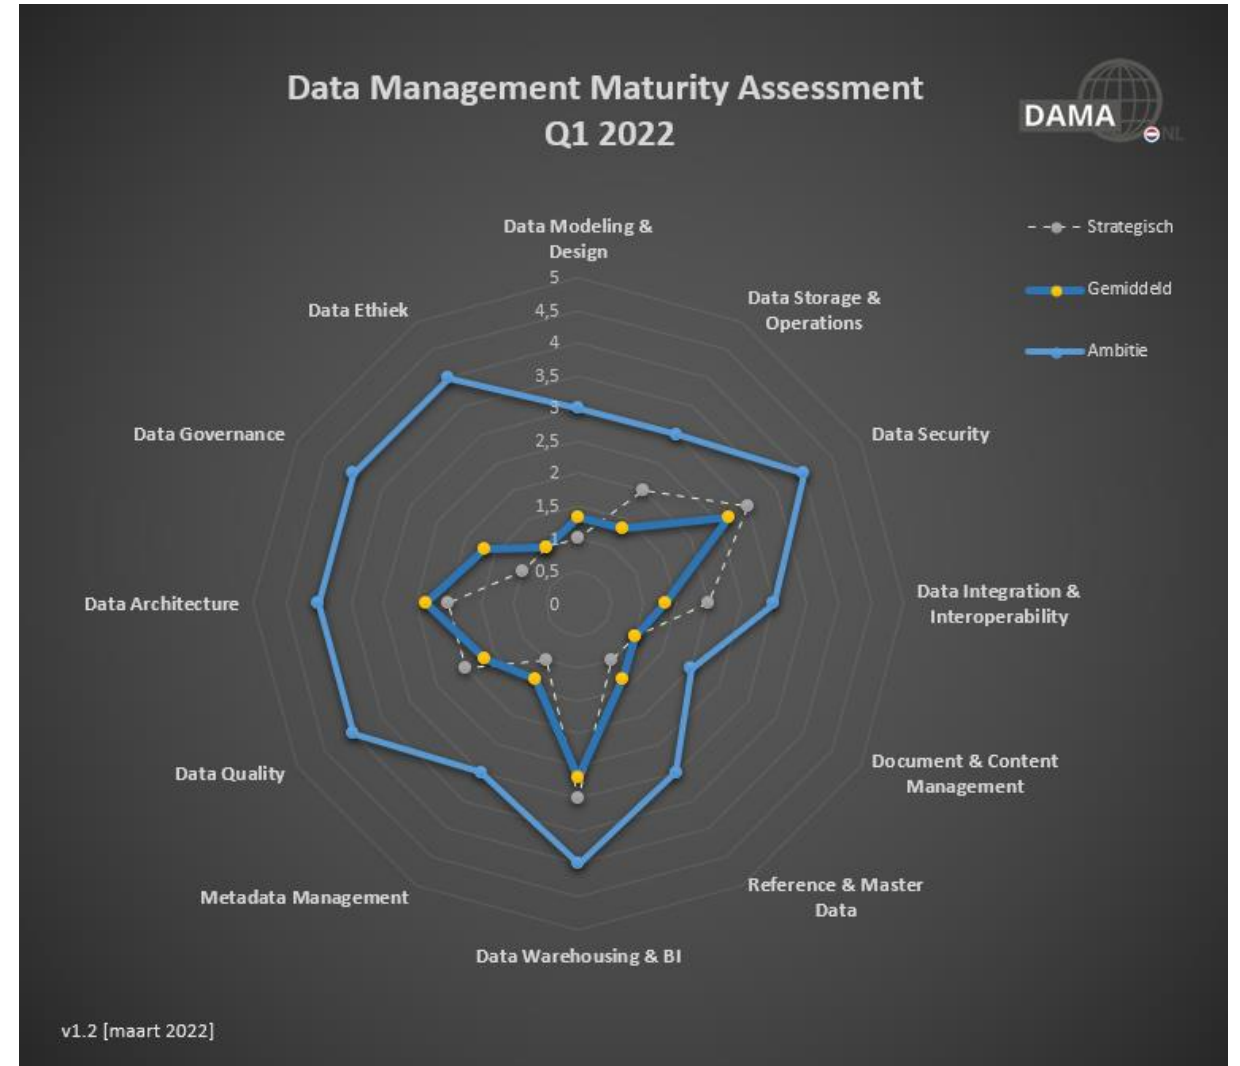 Data Management Maturity Assessment
Q1 2022
DAMA
NL
Strategisch
Gemiddeld
Ambitie
Data Modeling &
Design
Data Storage &
Operations
Data Security
Data Integration &
Interoperability
Document & Content
Management
Reference & Master
Data
Data Warehousing & BI
Metadata Management
Data Quality
Data Architecture
Data Governance
Data Ethiek
5
4,5
4
3,5
3
2,5
2
1,5
1
0,5
0
v1.2 [maart 2022]